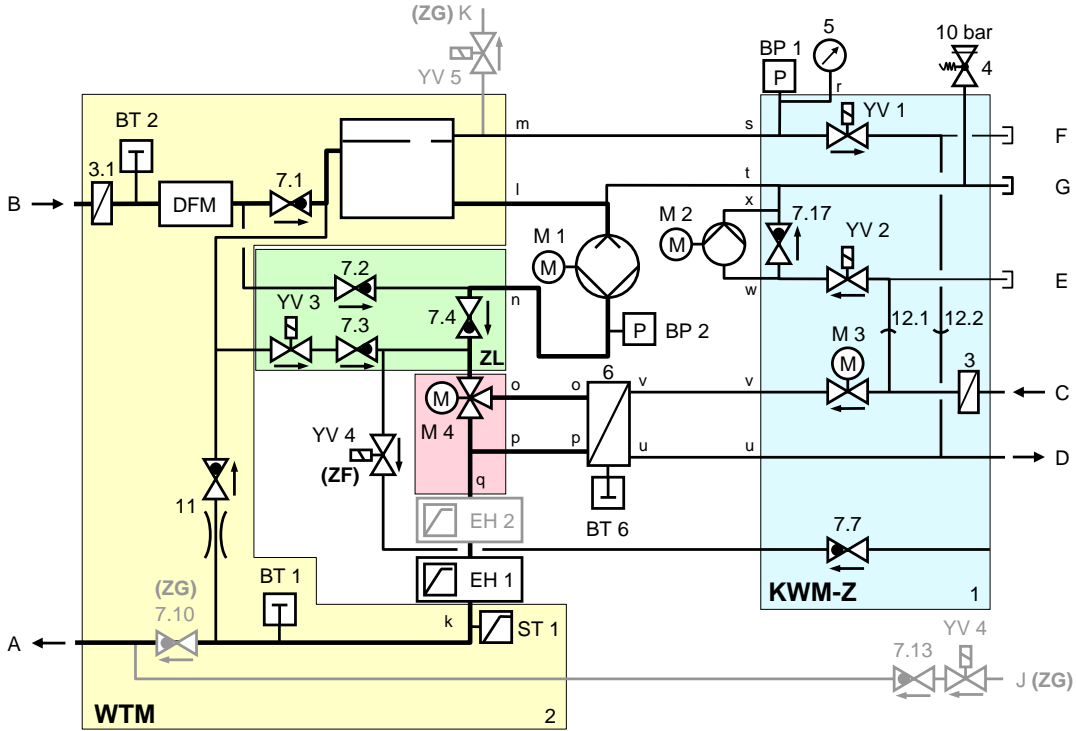 (ZG) K
YV 5
5
BP 1
P
r
10 bar
4
BT 2
3.1
7.1
DFM
B
m
s
YV 1
F
l
t
G
x
M 2
M
7.17
YV 2
M 1
M
w
E
7.2
n
YV 3
7.3
7.4
ZL
P
BP 2
12.1
12.2
M 3
M
3
6
o
o
v
v
C
M
M 4
YV 4
(ZF)
p
p
u
u
D
q
BT 6
EH 2
11
7.7
EH 1
KWM-Z
1
(ZG)
7.10
BT 1
k
ST 1
A
YV 4
7.13
J (ZG)
WTM
2